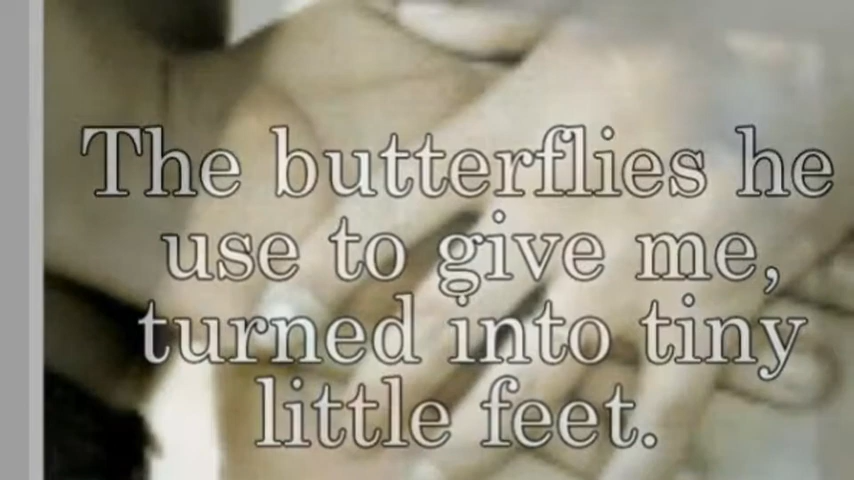 The butterflies he
use to give me,
turned into tiny
little feet.